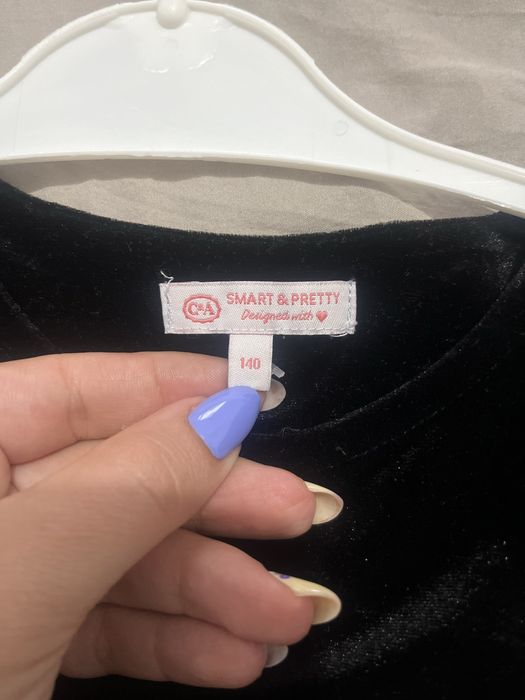 C&A
SMART & PRETTY
Designed with ❤
140